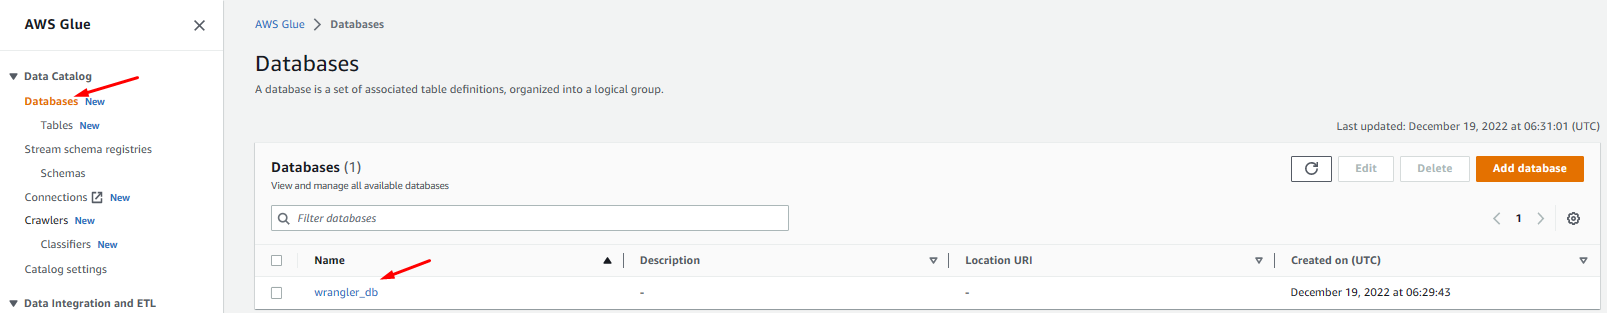 AWS Glue
Data Catalog
Databases New
Tables New
Stream schema registries
Schemas
Connections New
Crawlers New
Classifiers New
Catalog settings
Data Integration and ETL
AWS Glue > Databases
Databases
A database is a set of associated table definitions, organized into a logical group.
Last updated: December 19, 2022 at 06:31:01 (UTC)
Databases (1)
View and manage all available databases
Edit Delete Add database
Filter databases
1
Name Description Location URI Created on (UTC)
wrangler_db - - December 19, 2022 at 06:29:43